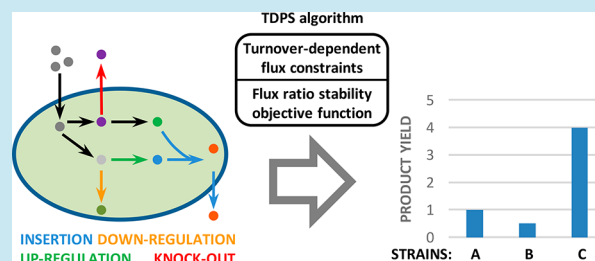 TDPS algorithm
Turnover-dependent
flux constraints
Flux ratio stability
objective function
INSERTION DOWN-REGULATION
UP-REGULATION KNOCK-OUT
PRODUCT YIELD
5
4
3
2
1
0
STRAINS: A B C